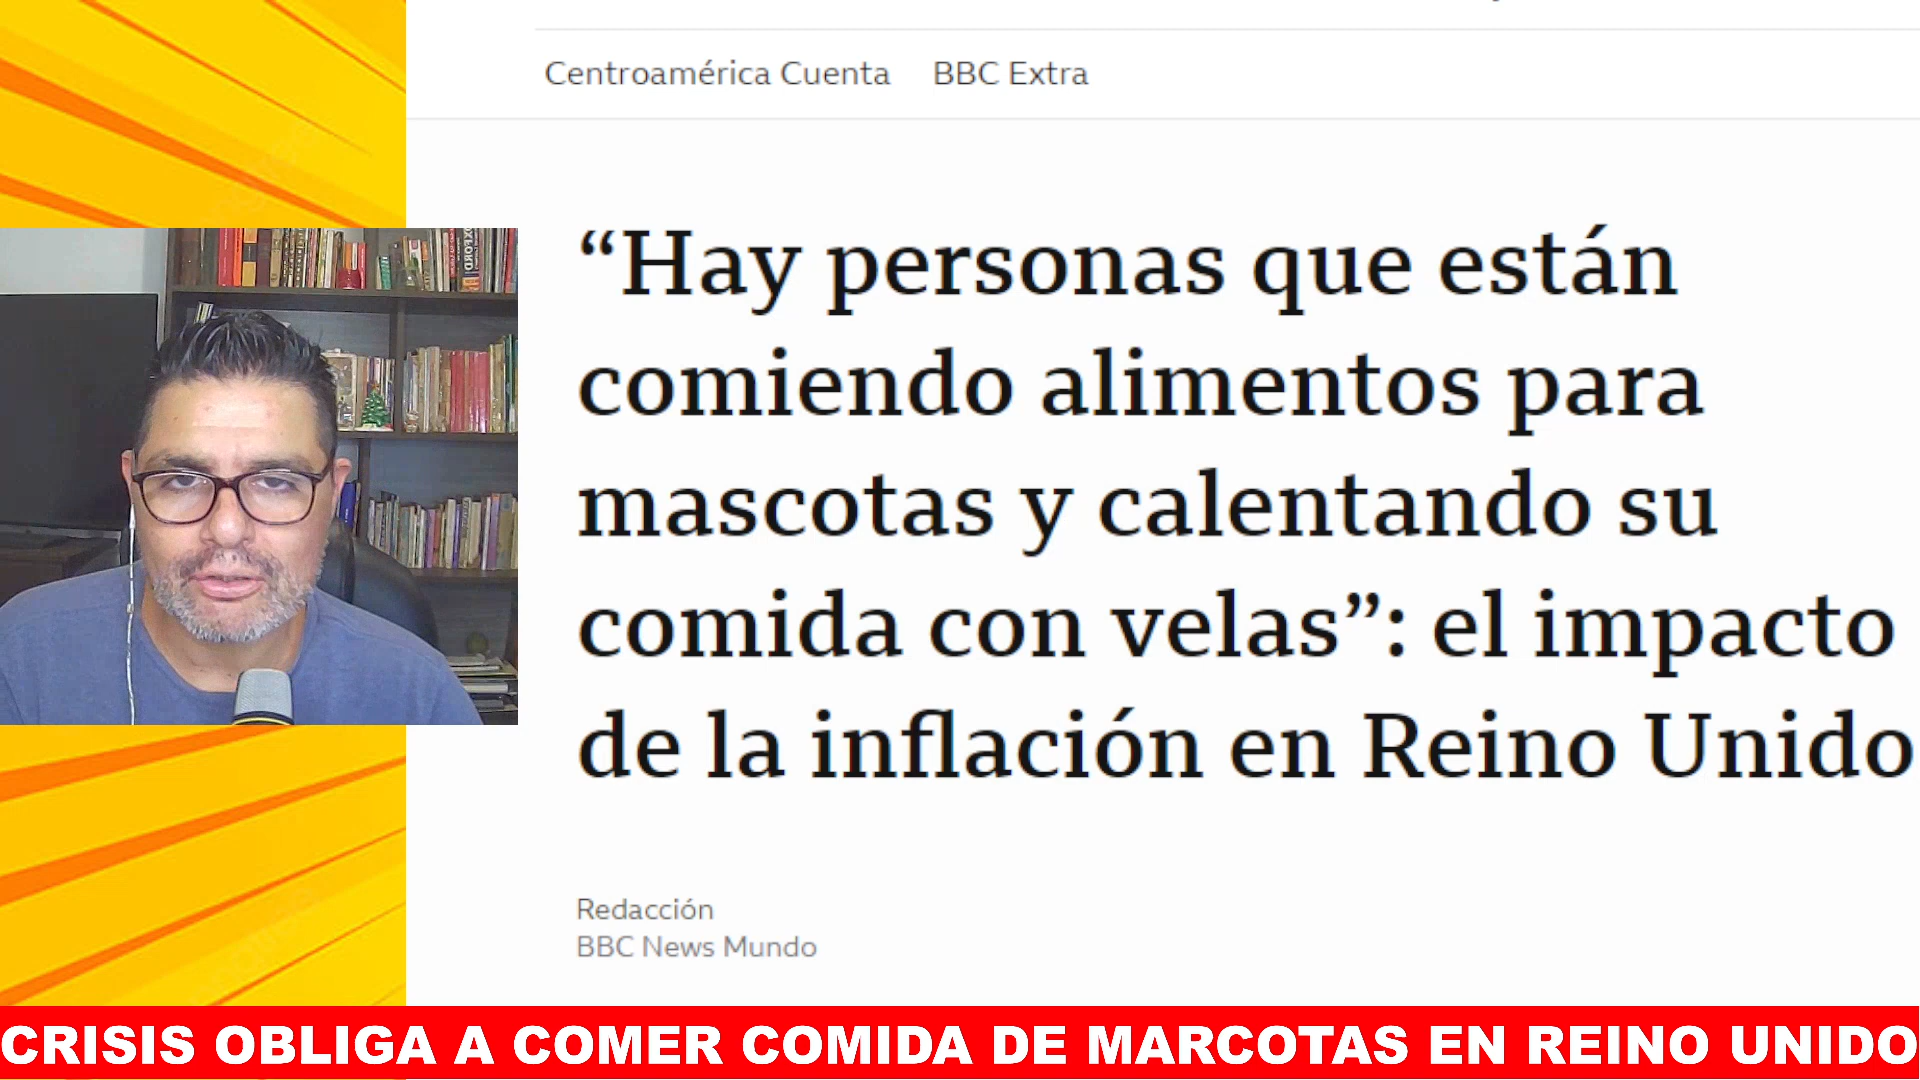 Centroamérica Cuenta BBC Extra
“Hay personas que están
comiendo alimentos para
mascotas y calentando su
comida con velas”: el impacto
de la inflación en Reino Unido
Redacción
BBC News Mundo
CRISIS OBLIGA A COMER COMIDA DE MARCOTAS EN REINO UNIDO